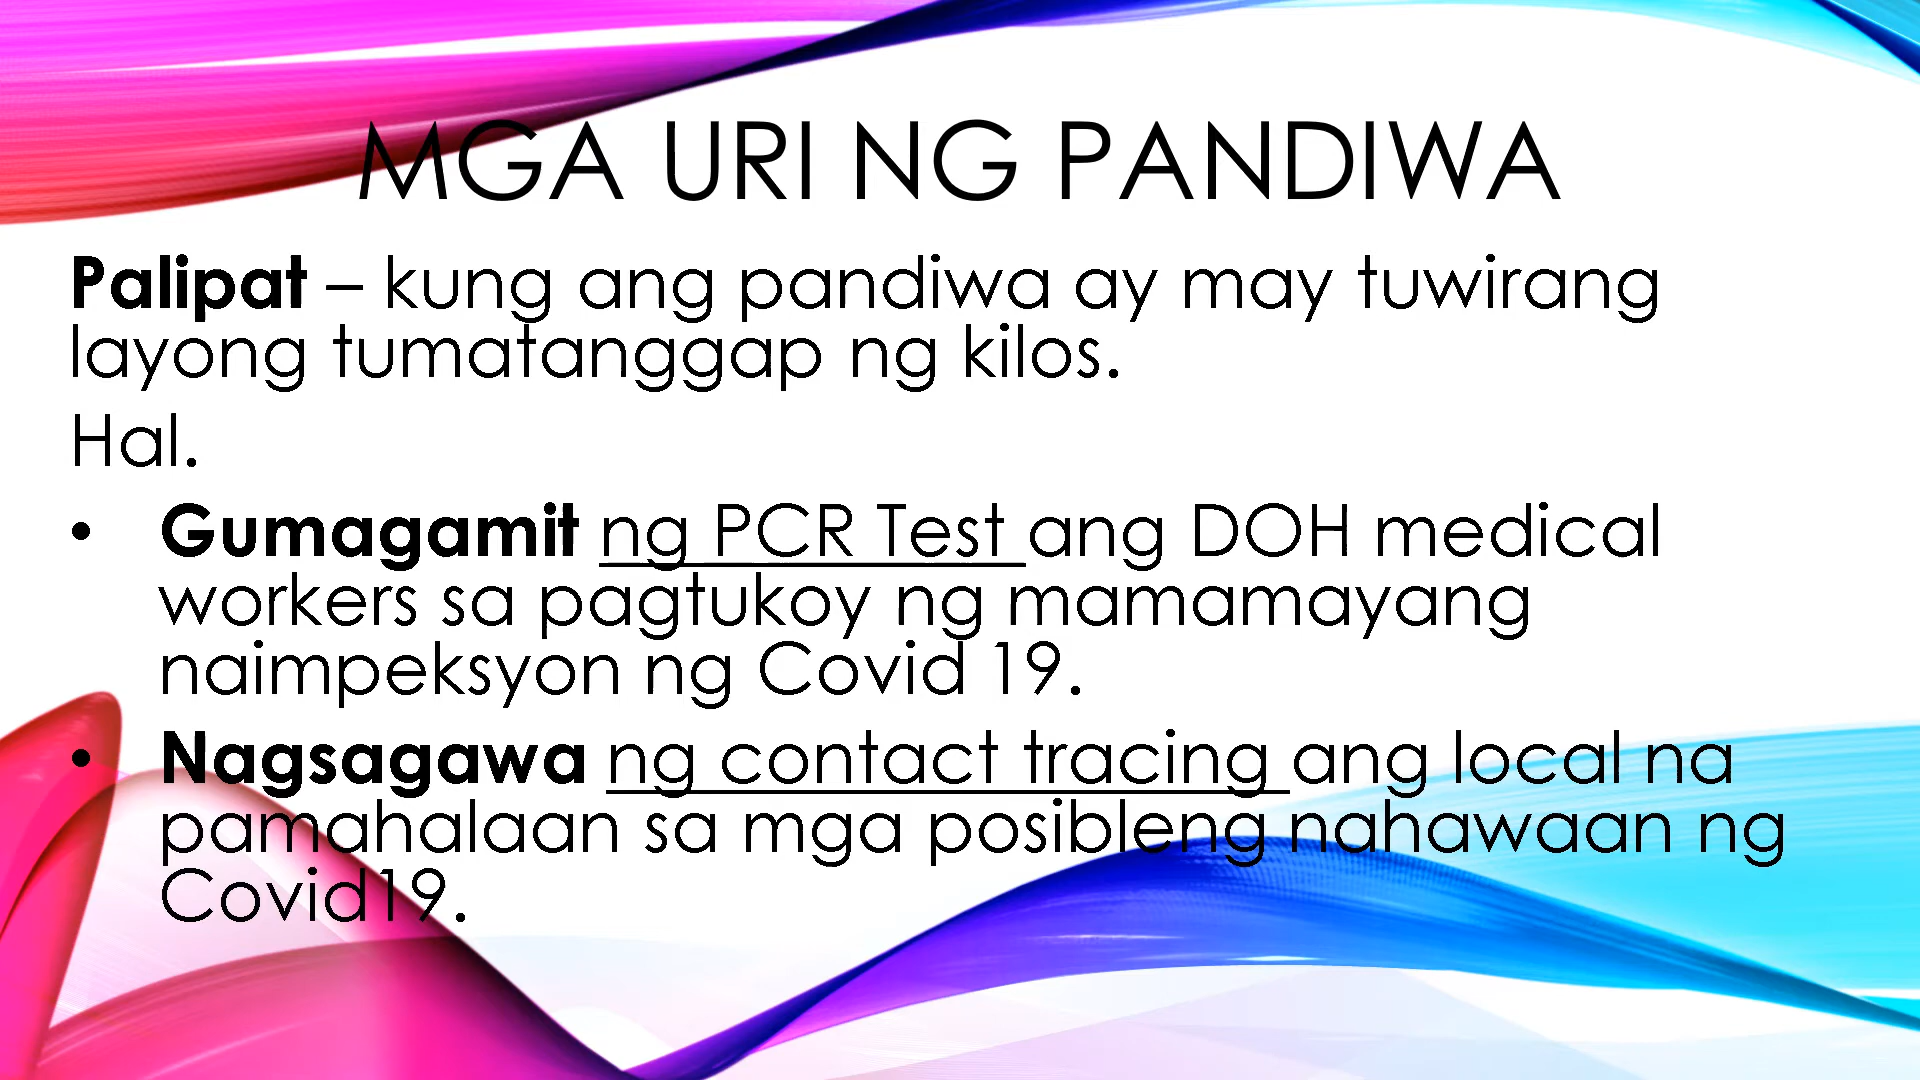 MGA URI NG PANDIWA
Palipat – kung ang pandiwa ay may tuwirang
layong tumatanggap ng kilos.
Hal.
• Gumagamit ng PCR Test ang DOH medical
workers sa pagtukoy ng mamamayang
naimpeksyon ng Covid 19.
• Nagsagawa ng contact tracing ang local na
pamahalaan sa mga posibleng nahawaan ng
Covid19.